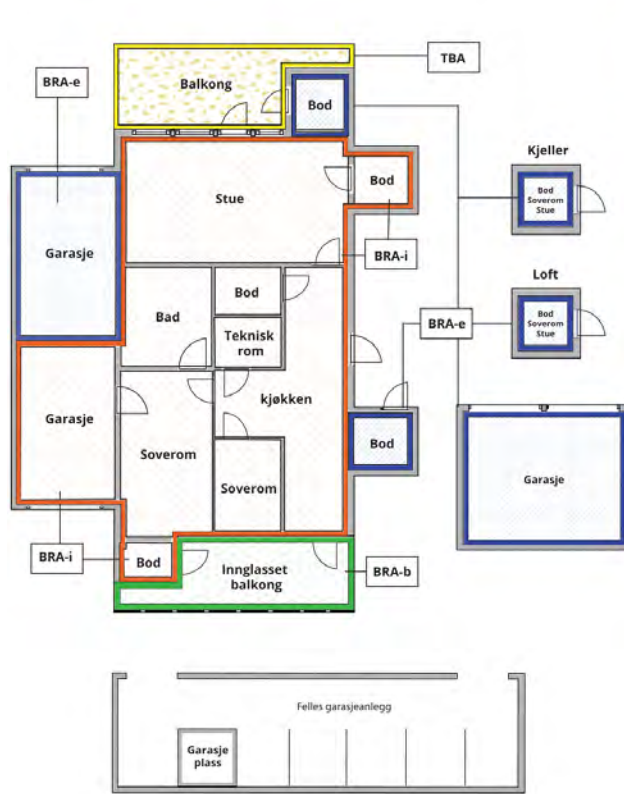 TBA
BRA-e
Balkong
Bod
Kjeller
Bod
Soverom
Stue
Stue
Bod
Garasje
BRA-i
Loft
Bod
Bod
Soverom
Stue
BRA-e
Bad
Teknisk
rom
kjøkken
Garasje
Bod
Soverom
Soverom
Garasje
BRA-i
Bod
Innglasset
balkong
BRA-b
Felles garasjeanlegg
Garasje
plass